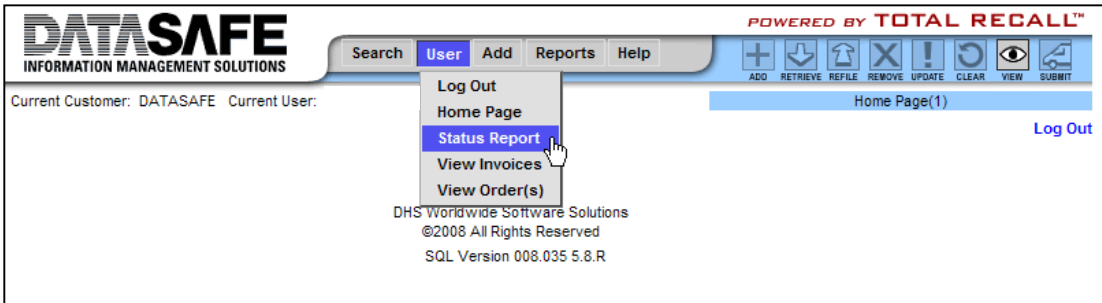 DATASAFE
INFORMATION MANAGEMENT SOLUTIONS
POWERED BY TOTAL RECALL™
Search User Add Reports Help
ADD RETRIEVE REFILE REMOVE UPDATE CLEAR VIEW SUBMIT
Current Customer: DATASAFE Current User:
Home Page(1)
Log Out
Log Out
Home Page
Status Report
View Invoices
View Order(s)
DHS Worldwide Software Solutions
©2008 All Rights Reserved
SQL Version 008.035 5.8.R